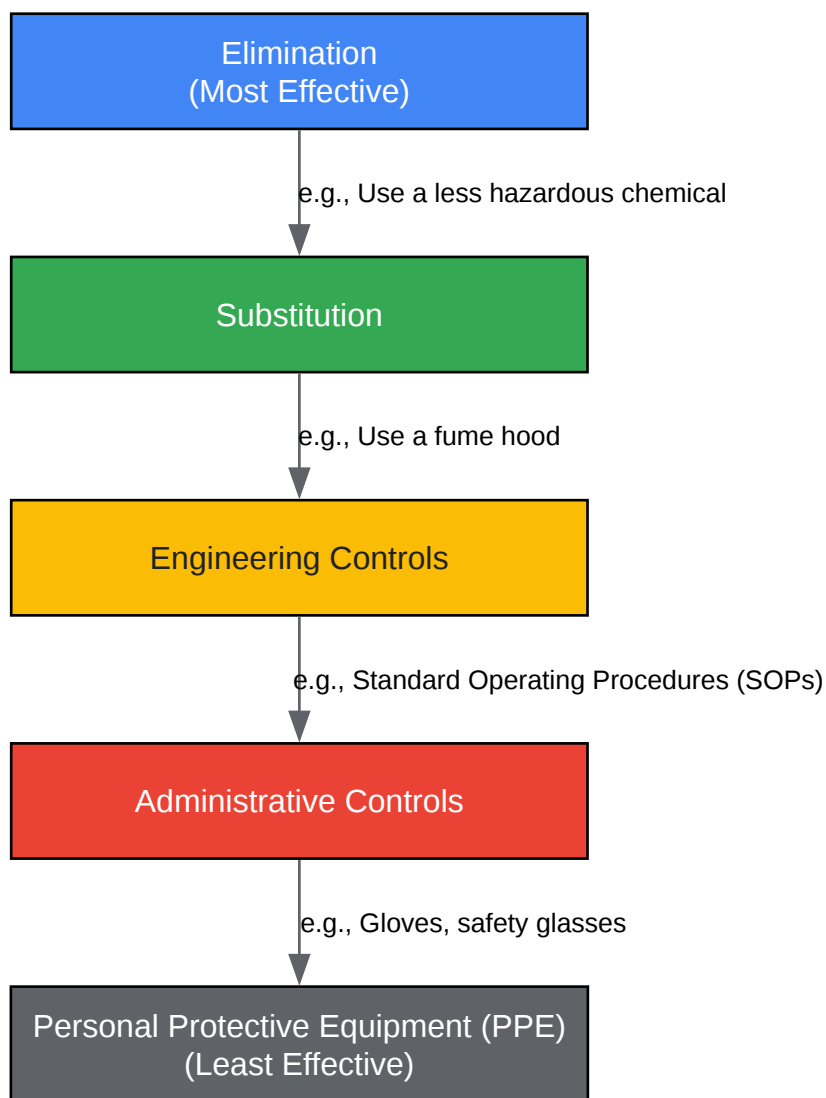 Elimination
(Most Effective)
e.g., Use a less hazardous chemical
Substitution
e.g., Use a fume hood
Engineering Controls
e.g., Standard Operating Procedures (SOPs)
Administrative Controls
e.g., Gloves, safety glasses
Personal Protective Equipment (PPE)
(Least Effective)